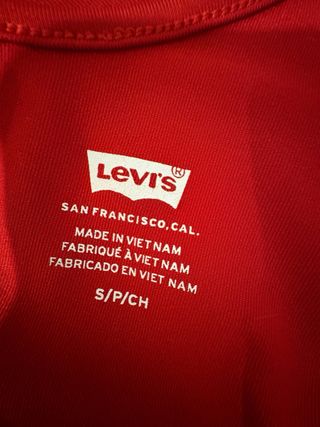 Levi's®
SAN FRANCISCO, CAL.
MADE IN VIET NAM
FABRIQUÉ À VIET NAM
FABRICADO EN VIET NAM
S/P/CH